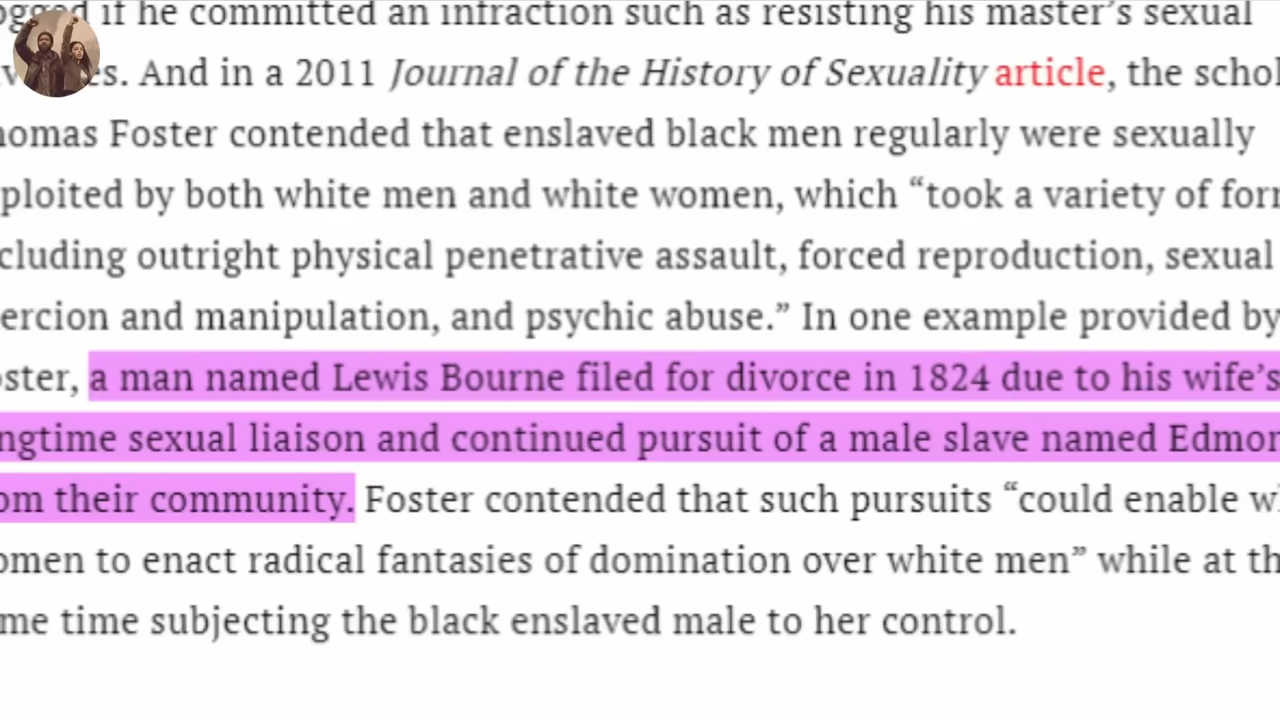 ogged if he committed an infraction such as resisting his master’s sexual
es. And in a 2011 Journal of the History of Sexuality article, the schol
homas Foster contended that enslaved black men regularly were sexually
ploited by both white men and white women, which “took a variety of for
cluding outright physical penetrative assault, forced reproduction, sexual
ercion and manipulation, and psychic abuse.” In one example provided by
oster, a man named Lewis Bourne filed for divorce in 1824 due to his wife’s
ngtime sexual liaison and continued pursuit of a male slave named Edmon
om their community. Foster contended that such pursuits “could enable wh
omen to enact radical fantasies of domination over white men” while at th
me time subjecting the black enslaved male to her control.